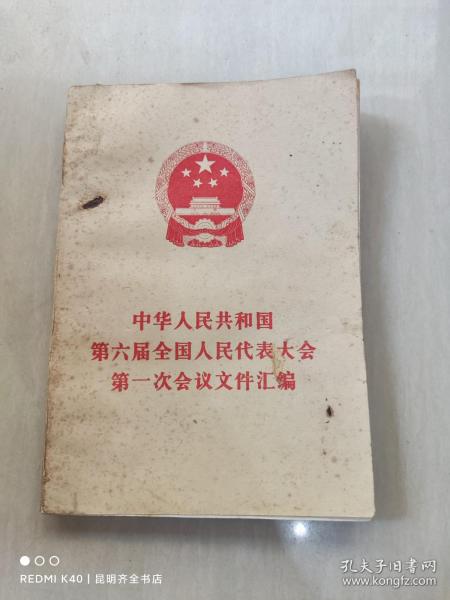 中华人民共和国
第六届全国人民代表大会
第一次会议文件汇编
REDMI K40 | 昆明齐全书店
孔夫子旧书网
www.kongfz.com